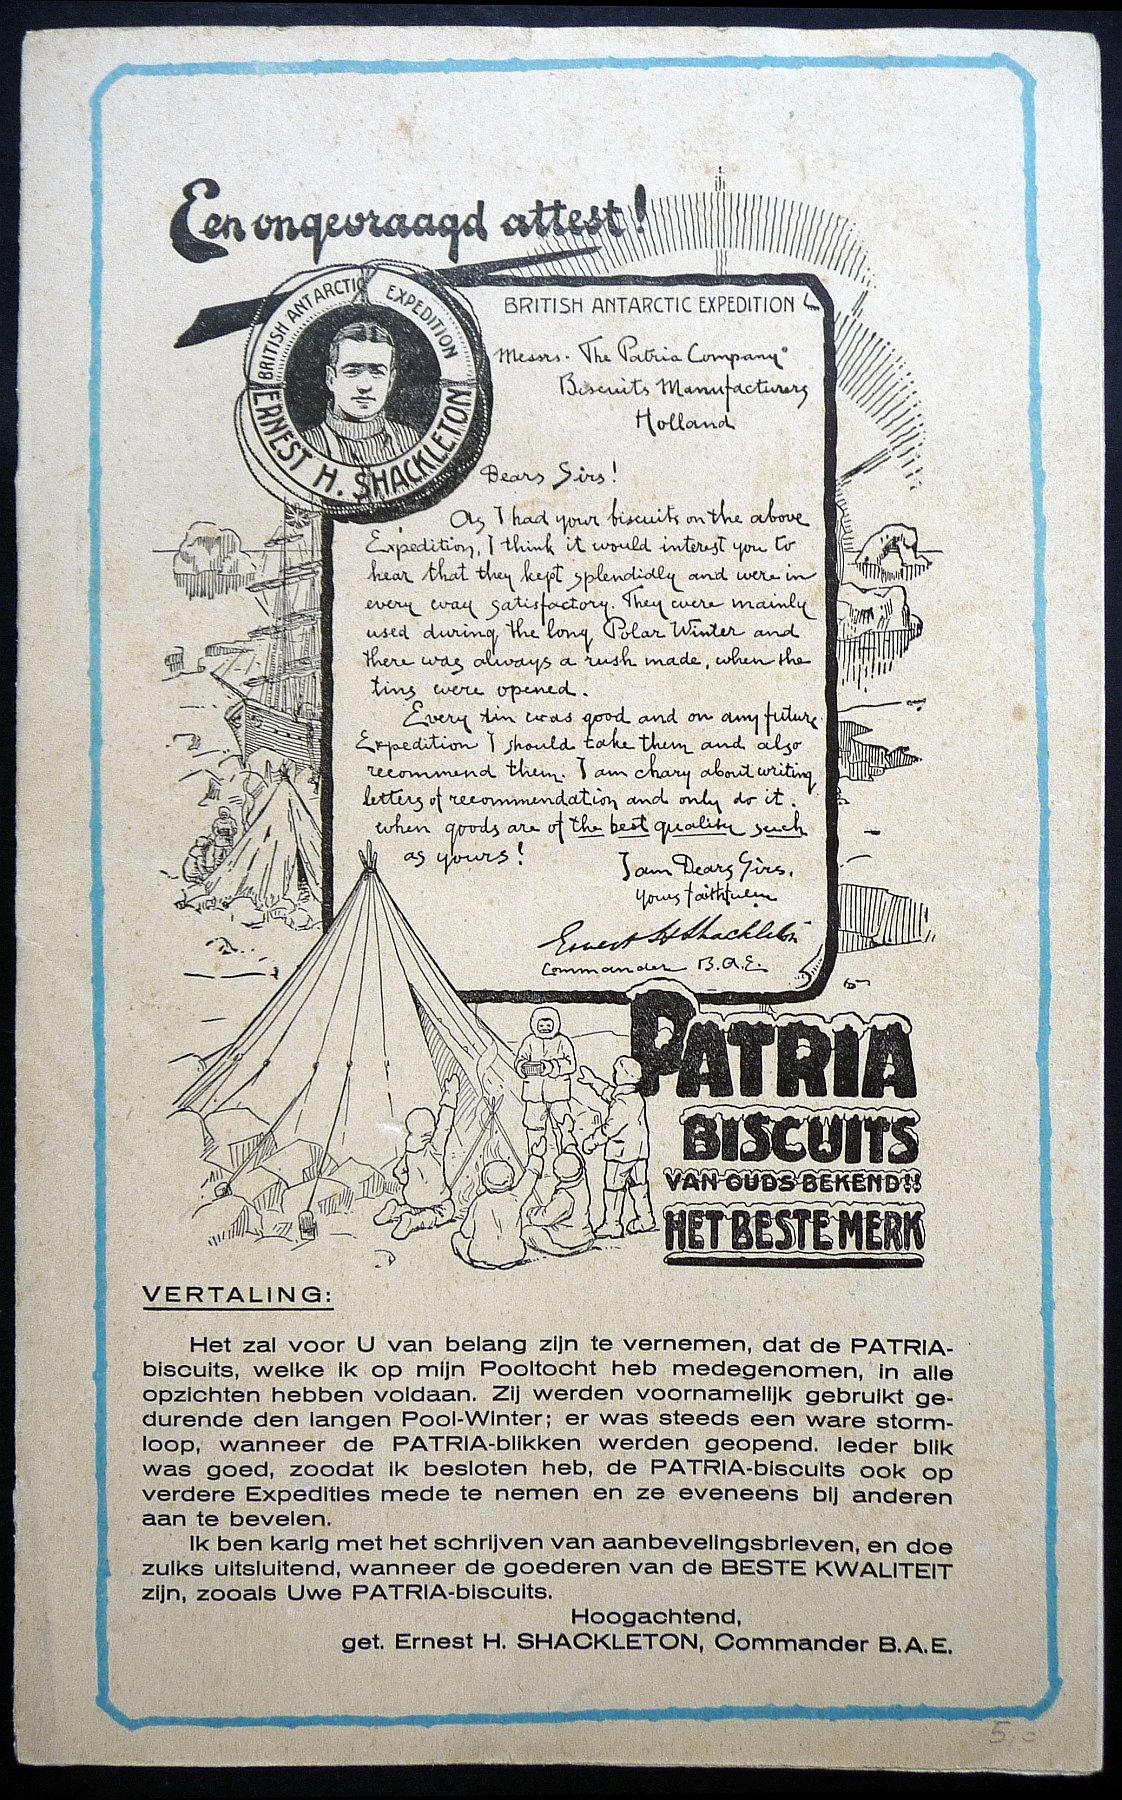 Een ongevraagd attest!
BRITISH ANTARCTIC EXPEDITION
ERNEST H. SHACKLETON
BRITISH ANTARCTIC EXPEDITION
Messrs. The Patria Company
Biscuits Manufacturers
Holland
Dears Sirs!
As I had your biscuits on the above
Expedition, I think it would interest you to
hear that they kept splendidly and were in
every way satisfactory. They were mainly
used during the long Polar Winter and
there was always a rush made, when the
tins were opened.
Every tin was good and on any future
Expedition I should take them and also
recommend them. I am chary about writing
letters of recommendation and only do it.
when goods are of the best quality such
as yours!
I am Dears Sirs.
yours faithfully
Ernest H Shackleton
Commander B.A.E.
PATRIA
BISCUITS
VAN OUDS BEKEND!!
HET BESTE MERK
VERTALING:
Het zal voor U van belang zijn te vernemen, dat de PATRIA-
biscuits, welke ik op mijn Pooltocht heb medegenomen, in alle
opzichten hebben voldaan. Zij werden voornamelijk gebruikt ge-
durende den langen Pool-Winter; er was steeds een ware storm-
loop, wanneer de PATRIA-blikken werden geopend. Ieder blik
was goed, zoodat ik besloten heb, de PATRIA-biscuits ook op
verdere Expedities mede te nemen en ze eveneens bij anderen
aan te bevelen.
Ik ben karig met het schrijven van aanbevelingsbrieven, en doe
zulks uitsluitend, wanneer de goederen van de BESTE KWALITEIT
zijn, zooals Uwe PATRIA-biscuits.
Hoogachtend,
get. Ernest H. SHACKLETON, Commander B.A.E.